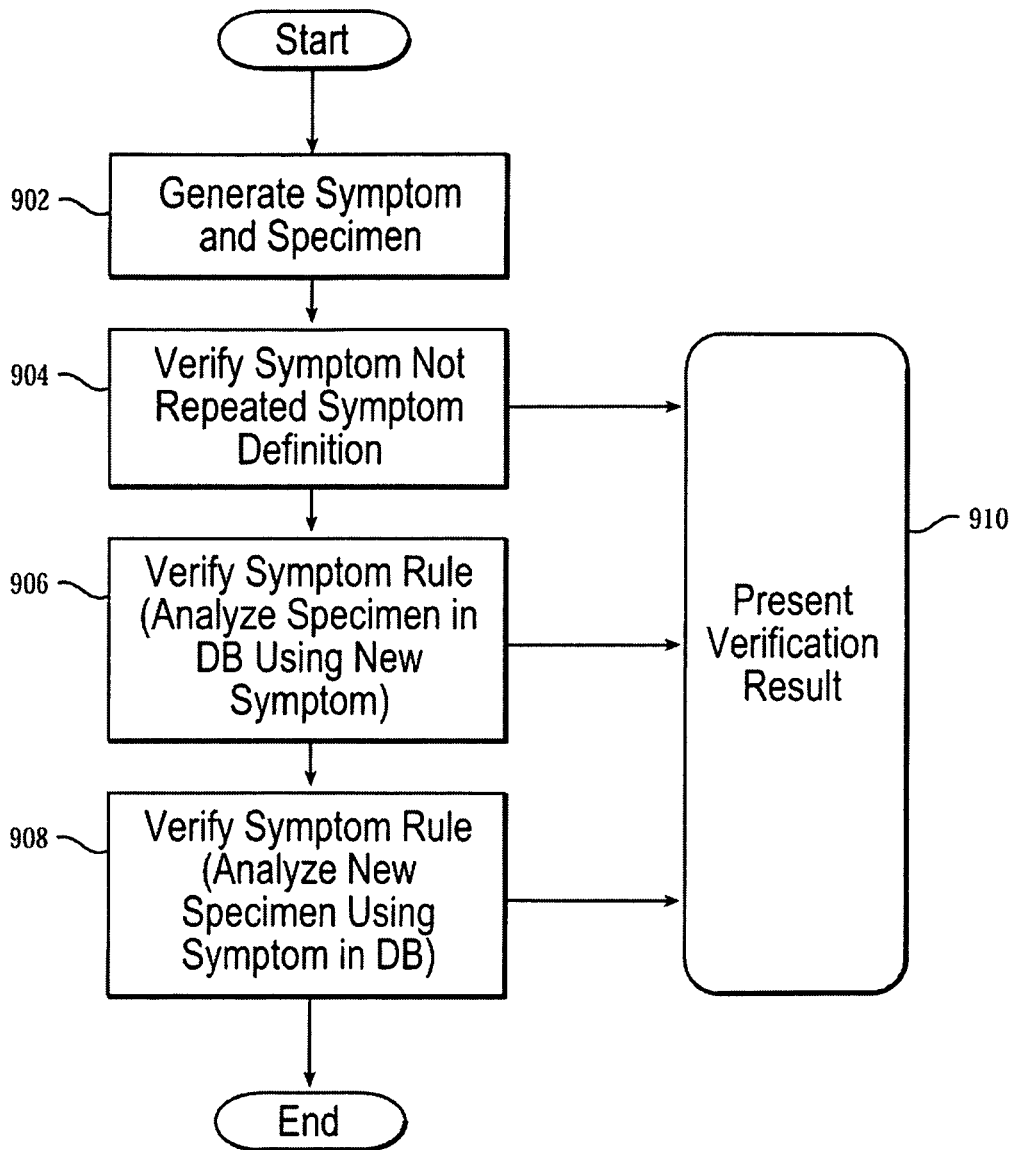 Start
902
Generate Symptom
and Specimen
904
Verify Symptom Not
Repeated Symptom
Definition
906
Verify Symptom Rule
(Analyze Specimen in
DB Using New
Symptom)
908
Verify Symptom Rule
(Analyze New
Specimen Using
Symptom in DB)
End
Present
Verification
Result
910